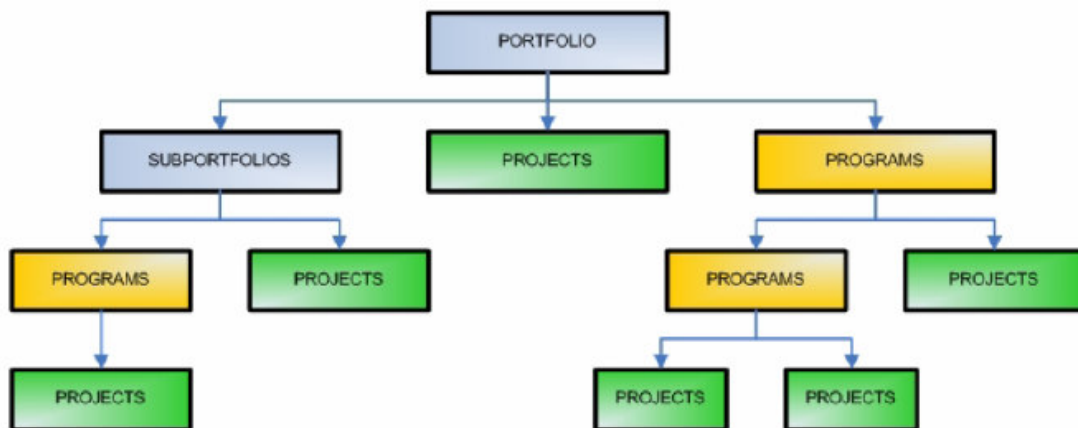 PORTFOLIO
SUBPORTFOLIOS
PROJECTS
PROGRAMS
PROGRAMS
PROJECTS
PROGRAMS
PROJECTS
PROJECTS
PROJECTS
PROJECTS